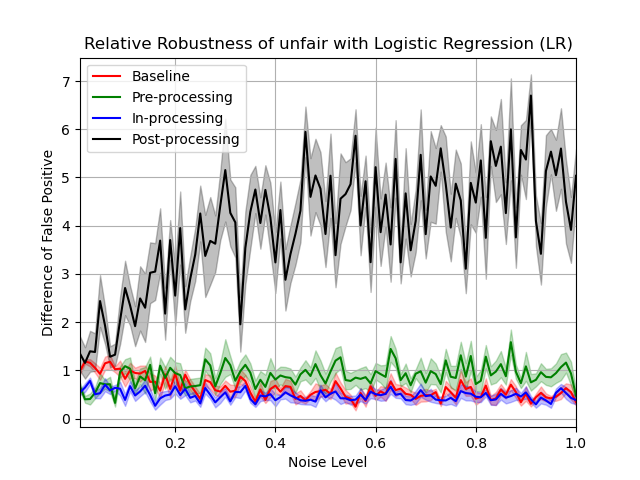 Relative Robustness of unfair with Logistic Regression (LR)
Baseline
Pre-processing
In-processing
Post-processing
Difference of False Positive
7
6
5
4
3
2
1
0
0.2 0.4 0.6 0.8 1.0
Noise Level